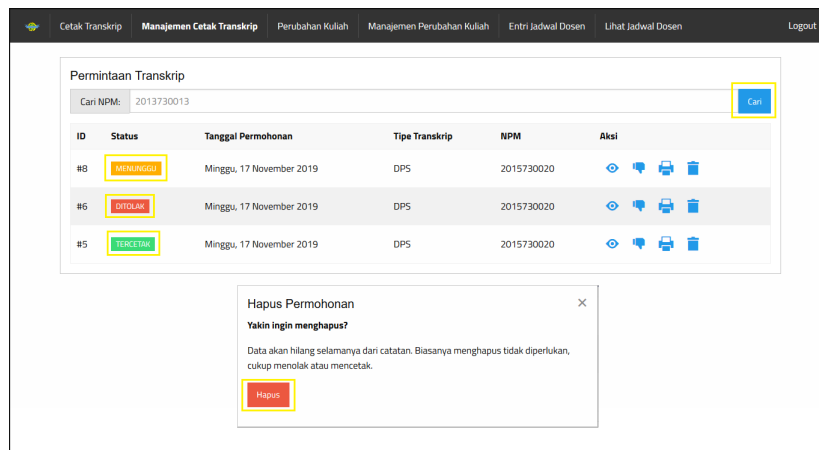 Cetak Transkrip Manajemen Cetak Transkrip Perubahan Kuliah Manajemen Perubahan Kuliah Entri Jadwal Dosen Lihat Jadwal Dosen Logout
Permintaan Transkrip
Cari NPM: 2013730013 Cari
ID Status Tanggal Permohonan Tipe Transkrip NPM Aksi
#8 MENUNGGU Minggu, 17 November 2019 DPS 2015730020
#6 DITOLAK Minggu, 17 November 2019 DPS 2015730020
#5 TERCETAK Minggu, 17 November 2019 DPS 2015730020
Hapus Permohonan
Yakin ingin menghapus?
Data akan hilang selamanya dari catatan. Biasanya menghapus tidak diperlukan,
cukup menolak atau mencetak.
Hapus